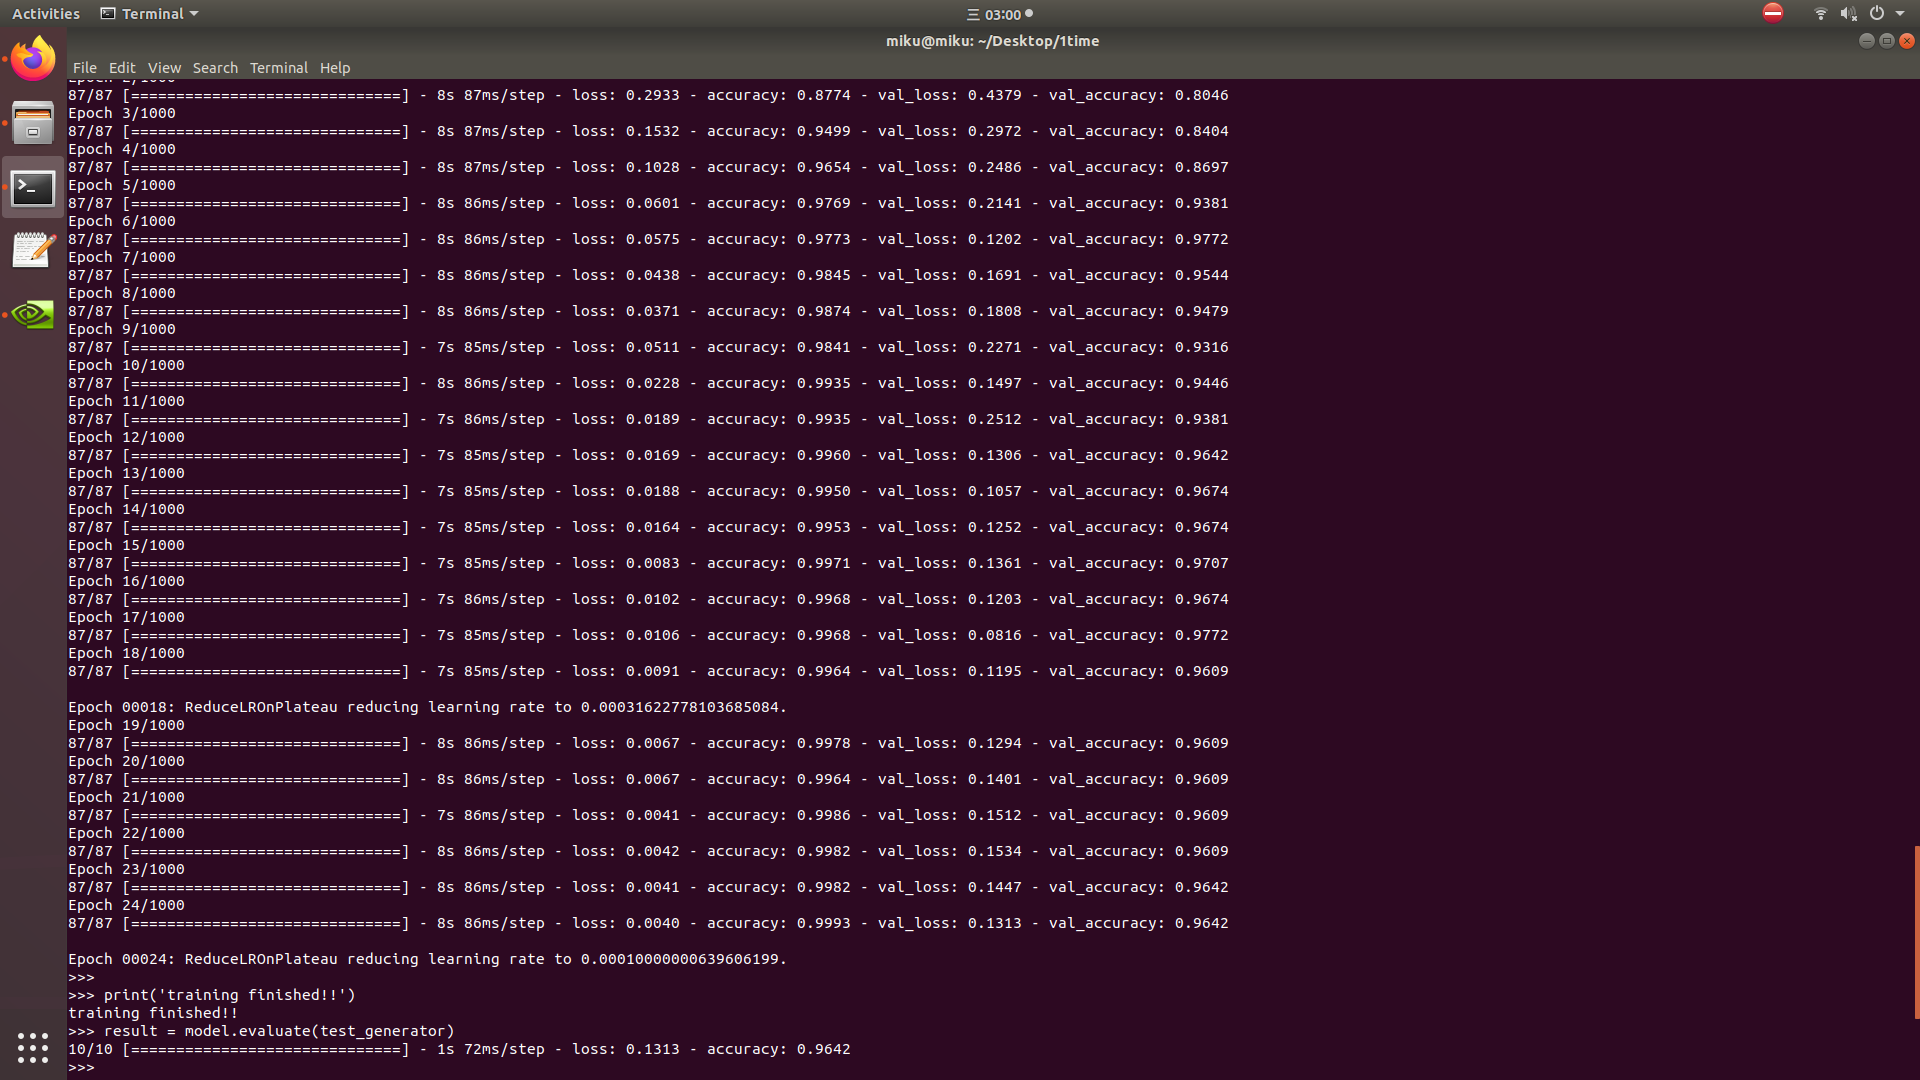 Activities
Terminal
三 03:00
miku@miku: ~/Desktop/1time
File Edit View Search Terminal Help
Epoch 2/1000
87/87 [==============================] - 8s 87ms/step - loss: 0.2933 - accuracy: 0.8774 - val_loss: 0.4379 - val_accuracy: 0.8046
Epoch 3/1000
87/87 [==============================] - 8s 87ms/step - loss: 0.1532 - accuracy: 0.9499 - val_loss: 0.2972 - val_accuracy: 0.8404
Epoch 4/1000
87/87 [==============================] - 8s 87ms/step - loss: 0.1028 - accuracy: 0.9654 - val_loss: 0.2486 - val_accuracy: 0.8697
Epoch 5/1000
87/87 [==============================] - 8s 86ms/step - loss: 0.0601 - accuracy: 0.9769 - val_loss: 0.2141 - val_accuracy: 0.9381
Epoch 6/1000
87/87 [==============================] - 8s 86ms/step - loss: 0.0575 - accuracy: 0.9773 - val_loss: 0.1202 - val_accuracy: 0.9772
Epoch 7/1000
87/87 [==============================] - 8s 86ms/step - loss: 0.0438 - accuracy: 0.9845 - val_loss: 0.1691 - val_accuracy: 0.9544
Epoch 8/1000
87/87 [==============================] - 8s 86ms/step - loss: 0.0371 - accuracy: 0.9874 - val_loss: 0.1808 - val_accuracy: 0.9479
Epoch 9/1000
87/87 [==============================] - 7s 85ms/step - loss: 0.0511 - accuracy: 0.9841 - val_loss: 0.2271 - val_accuracy: 0.9316
Epoch 10/1000
87/87 [==============================] - 8s 86ms/step - loss: 0.0228 - accuracy: 0.9935 - val_loss: 0.1497 - val_accuracy: 0.9446
Epoch 11/1000
87/87 [==============================] - 7s 86ms/step - loss: 0.0189 - accuracy: 0.9935 - val_loss: 0.2512 - val_accuracy: 0.9381
Epoch 12/1000
87/87 [==============================] - 7s 85ms/step - loss: 0.0169 - accuracy: 0.9960 - val_loss: 0.1306 - val_accuracy: 0.9642
Epoch 13/1000
87/87 [==============================] - 7s 85ms/step - loss: 0.0188 - accuracy: 0.9950 - val_loss: 0.1057 - val_accuracy: 0.9674
Epoch 14/1000
87/87 [==============================] - 7s 85ms/step - loss: 0.0164 - accuracy: 0.9953 - val_loss: 0.1252 - val_accuracy: 0.9674
Epoch 15/1000
87/87 [==============================] - 7s 85ms/step - loss: 0.0083 - accuracy: 0.9971 - val_loss: 0.1361 - val_accuracy: 0.9707
Epoch 16/1000
87/87 [==============================] - 7s 86ms/step - loss: 0.0102 - accuracy: 0.9968 - val_loss: 0.1203 - val_accuracy: 0.9674
Epoch 17/1000
87/87 [==============================] - 7s 85ms/step - loss: 0.0106 - accuracy: 0.9968 - val_loss: 0.0816 - val_accuracy: 0.9772
Epoch 18/1000
87/87 [==============================] - 7s 85ms/step - loss: 0.0091 - accuracy: 0.9964 - val_loss: 0.1195 - val_accuracy: 0.9609
Epoch 00018: ReduceLROnPlateau reducing learning rate to 0.00031622778103685084.
Epoch 19/1000
87/87 [==============================] - 8s 86ms/step - loss: 0.0067 - accuracy: 0.9978 - val_loss: 0.1294 - val_accuracy: 0.9609
Epoch 20/1000
87/87 [==============================] - 8s 86ms/step - loss: 0.0067 - accuracy: 0.9964 - val_loss: 0.1401 - val_accuracy: 0.9609
Epoch 21/1000
87/87 [==============================] - 7s 86ms/step - loss: 0.0041 - accuracy: 0.9986 - val_loss: 0.1512 - val_accuracy: 0.9609
Epoch 22/1000
87/87 [==============================] - 8s 86ms/step - loss: 0.0042 - accuracy: 0.9982 - val_loss: 0.1534 - val_accuracy: 0.9609
Epoch 23/1000
87/87 [==============================] - 8s 86ms/step - loss: 0.0041 - accuracy: 0.9982 - val_loss: 0.1447 - val_accuracy: 0.9642
Epoch 24/1000
87/87 [==============================] - 8s 86ms/step - loss: 0.0040 - accuracy: 0.9993 - val_loss: 0.1313 - val_accuracy: 0.9642
Epoch 00024: ReduceLROnPlateau reducing learning rate to 0.00010000000639606199.
>>>
>>> print('training finished!!')
training finished!!
>>> result = model.evaluate(test_generator)
10/10 [==============================] - 1s 72ms/step - loss: 0.1313 - accuracy: 0.9642
>>>